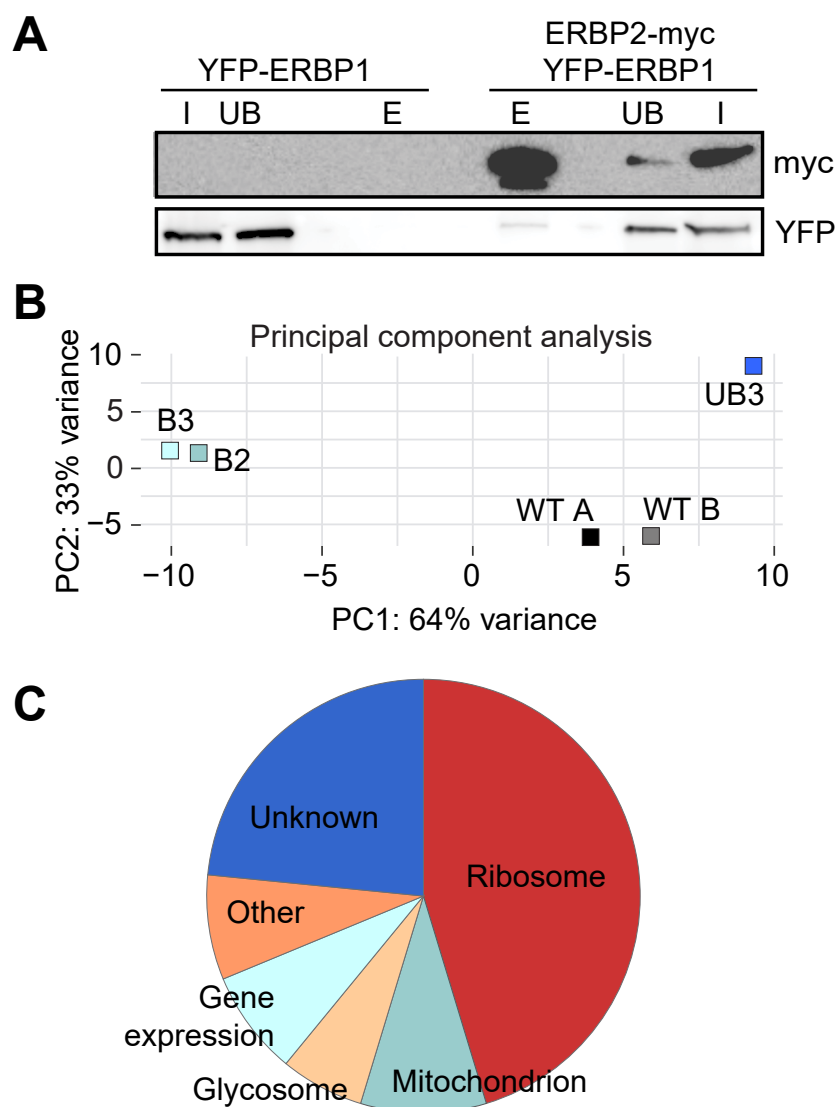 A
YFP-ERBP1
ERBP2-myc
YFP-ERBP1
I UB E E UB I
myc
YFP
B
Principal component analysis
PC2: 33% variance
10
5
0
−5
B3
B2
UB3
WT A
WT B
−10 −5 0 5 10
PC1: 64% variance
C
Unknown
Ribosome
Other
Gene
expression
Glycosome
Mitochondrion